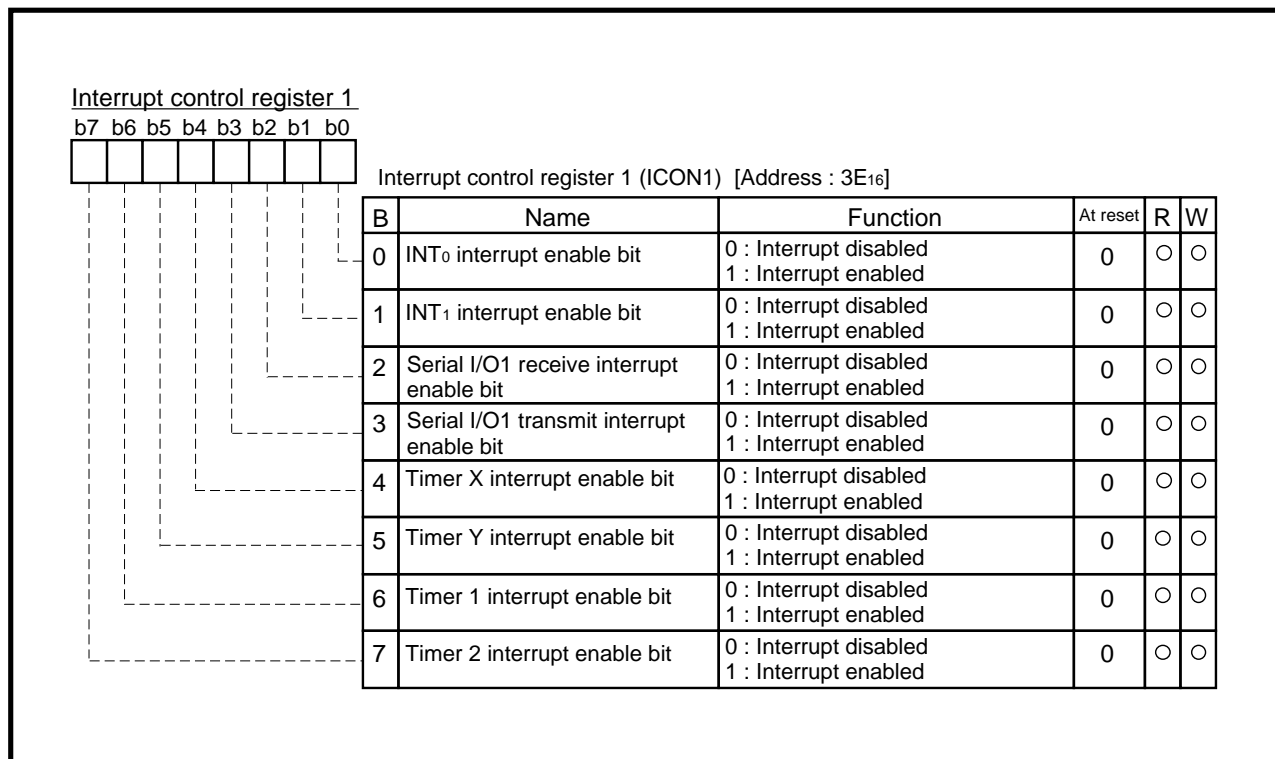 Interrupt control register 1
b7 b6 b5 b4 b3 b2 b1 b0
Interrupt control register 1 (ICON1) [Address : 3E₁₆]
B Name Function At reset R W
0 INT₀ interrupt enable bit 0 : Interrupt disabled 0 ○ ○
1 : Interrupt enabled
1 INT₁ interrupt enable bit 0 : Interrupt disabled 0 ○ ○
1 : Interrupt enabled
2 Serial I/O1 receive interrupt 0 : Interrupt disabled 0 ○ ○
enable bit 1 : Interrupt enabled
3 Serial I/O1 transmit interrupt 0 : Interrupt disabled 0 ○ ○
enable bit 1 : Interrupt enabled
4 Timer X interrupt enable bit 0 : Interrupt disabled 0 ○ ○
1 : Interrupt enabled
5 Timer Y interrupt enable bit 0 : Interrupt disabled 0 ○ ○
1 : Interrupt enabled
6 Timer 1 interrupt enable bit 0 : Interrupt disabled 0 ○ ○
1 : Interrupt enabled
7 Timer 2 interrupt enable bit 0 : Interrupt disabled 0 ○ ○
1 : Interrupt enabled